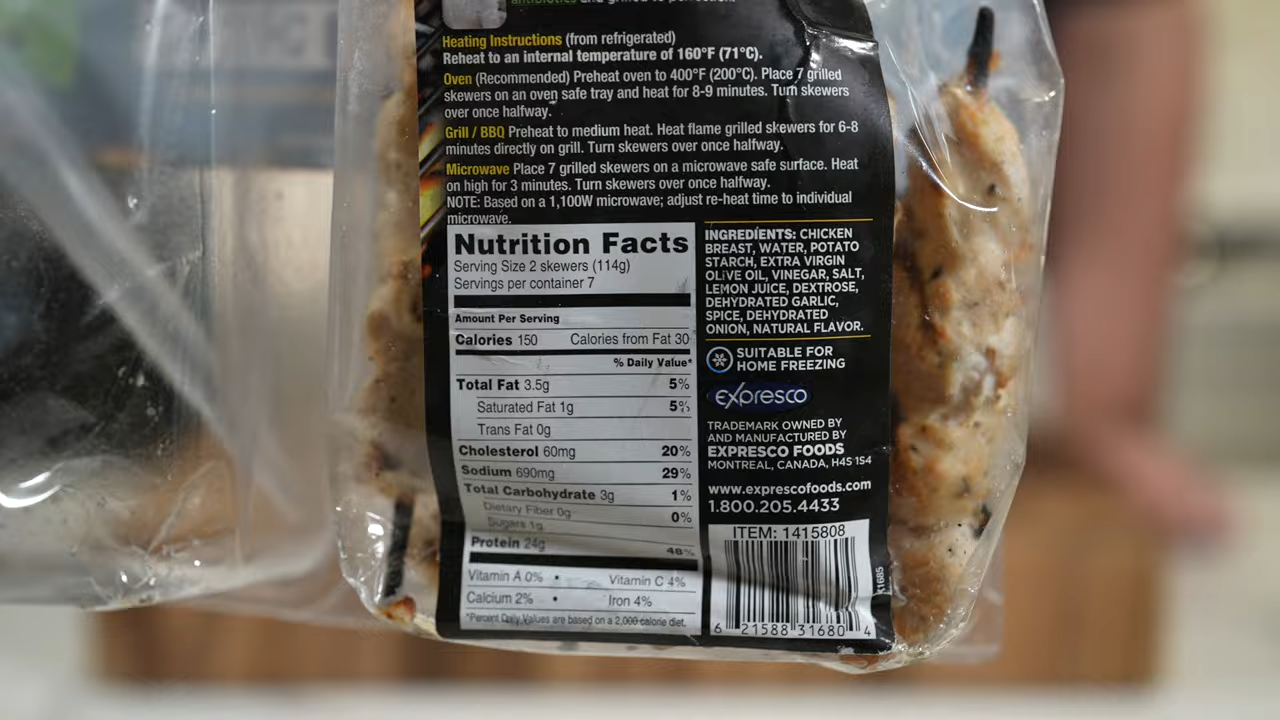 antibiotics and grilled to perfection.
Heating Instructions (from refrigerated)
Reheat to an internal temperature of 160°F (71°C).
Oven (Recommended) Preheat oven to 400°F (200°C). Place 7 grilled
skewers on an oven safe tray and heat for 8-9 minutes. Turn skewers
over once halfway.
Grill / BBQ Preheat to medium heat. Heat flame grilled skewers for 6-8
minutes directly on grill. Turn skewers over once halfway.
Microwave Place 7 grilled skewers on a microwave safe surface. Heat
on high for 3 minutes. Turn skewers over once halfway.
NOTE: Based on a 1,100W microwave; adjust re-heat time to individual
microwave.
Nutrition Facts
Serving Size 2 skewers (114g)
Servings per container 7
Amount Per Serving
Calories 150 Calories from Fat 30
% Daily Value*
Total Fat 3.5g 5%
Saturated Fat 1g 5%
Trans Fat 0g
Cholesterol 60mg 20%
Sodium 690mg 29%
Total Carbohydrate 3g 1%
Dietary Fiber 0g 0%
Sugars 1g
Protein 24g 48%
Vitamin A 0% • Vitamin C 4%
Calcium 2% • Iron 4%
*Percent Daily Values are based on a 2,000 calorie diet.
INGREDIENTS: CHICKEN
BREAST, WATER, POTATO
STARCH, EXTRA VIRGIN
OLIVE OIL, VINEGAR, SALT,
LEMON JUICE, DEXTROSE,
DEHYDRATED GARLIC,
SPICE, DEHYDRATED
ONION, NATURAL FLAVOR.
SUITABLE FOR
HOME FREEZING
expresco
TRADEMARK OWNED BY
AND MANUFACTURED BY
EXPRESCO FOODS
MONTREAL, CANADA, H4S 1S4
www.exprescofoods.com
1.800.205.4433
ITEM: 1415808
6 21588 31680 4